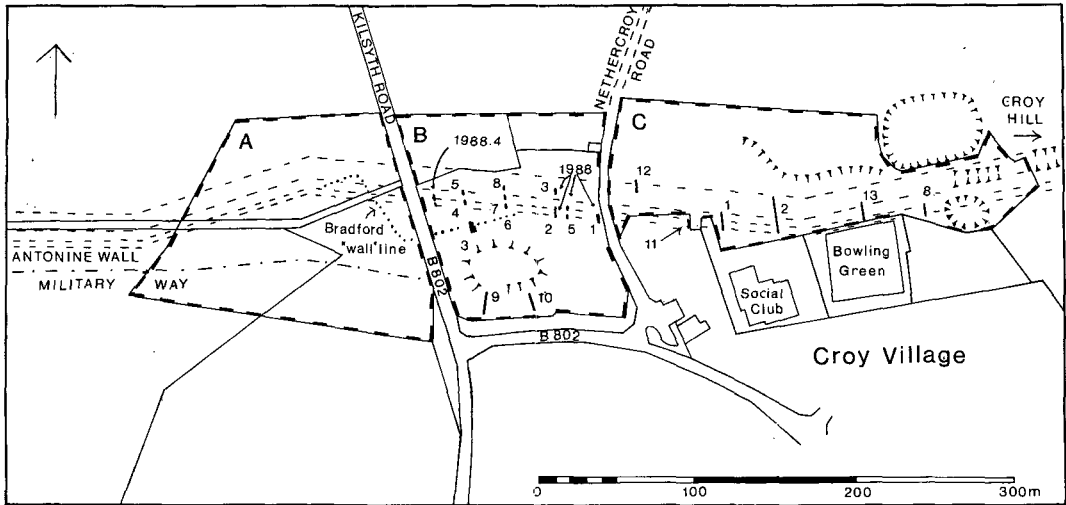 KILSYTH ROAD
NETHERCROY
ROAD
A
B
C
CROY
HILL
1988.4
1988
5
8
3
12
4
7
6
2
5
1
1
2
13
8
3
11
Bradford
"wall" line
ANTONINE WALL
MILITARY WAY
B 802
9
10
B 802
Social
Club
Bowling
Green
Croy Village
0
100
200
300m